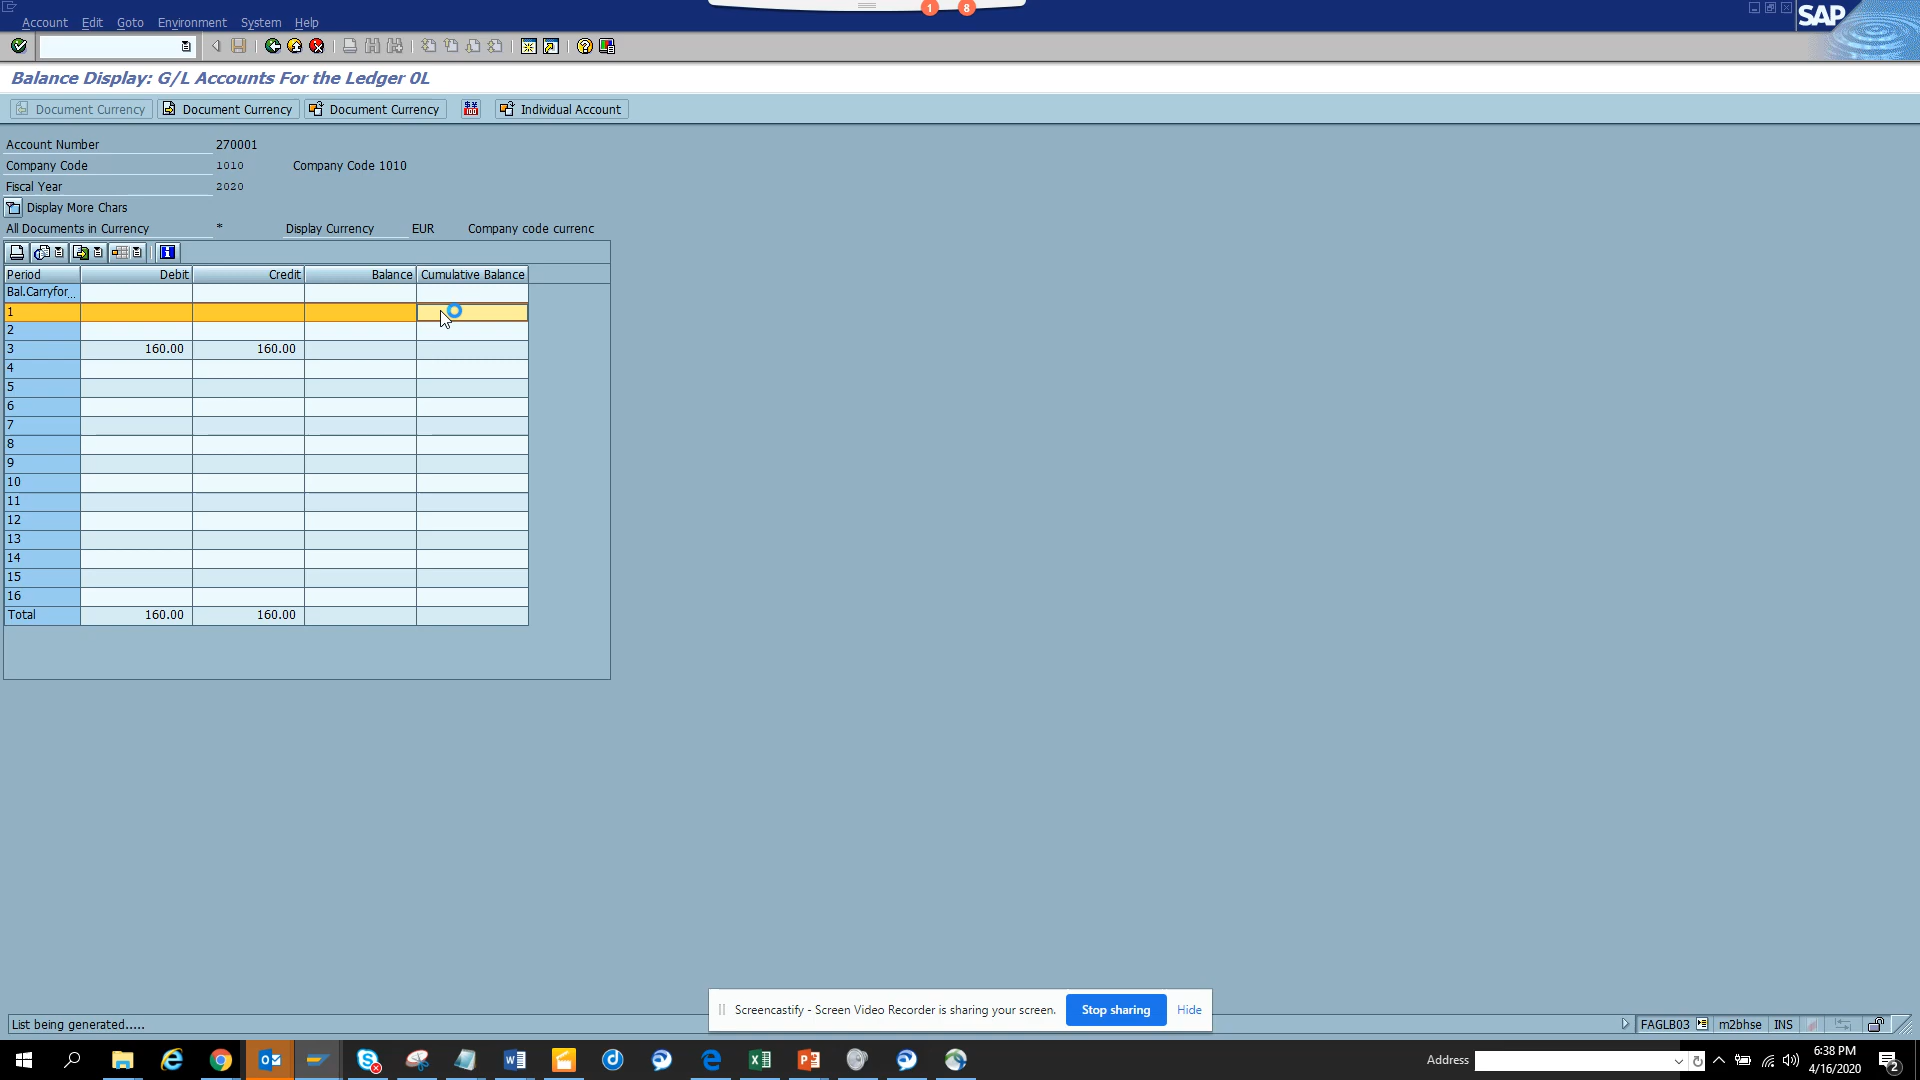 1 8
Account Edit Goto Environment System Help
SAP
Balance Display: G/L Accounts For the Ledger 0L
Document Currency Document Currency Document Currency Individual Account
Account Number 270001
Company Code 1010 Company Code 1010
Fiscal Year 2020
Display More Chars
All Documents in Currency * Display Currency EUR Company code currenc
Period Debit Credit Balance Cumulative Balance
Bal.Carryfor...
1
2
3 160.00 160.00
4
5
6
7
8
9
10
11
12
13
14
15
16
Total 160.00 160.00
Screencastify - Screen Video Recorder is sharing your screen. Stop sharing Hide
List being generated.....
FAGLB03 m2bhse INS
Address
6:38 PM
4/16/2020
2